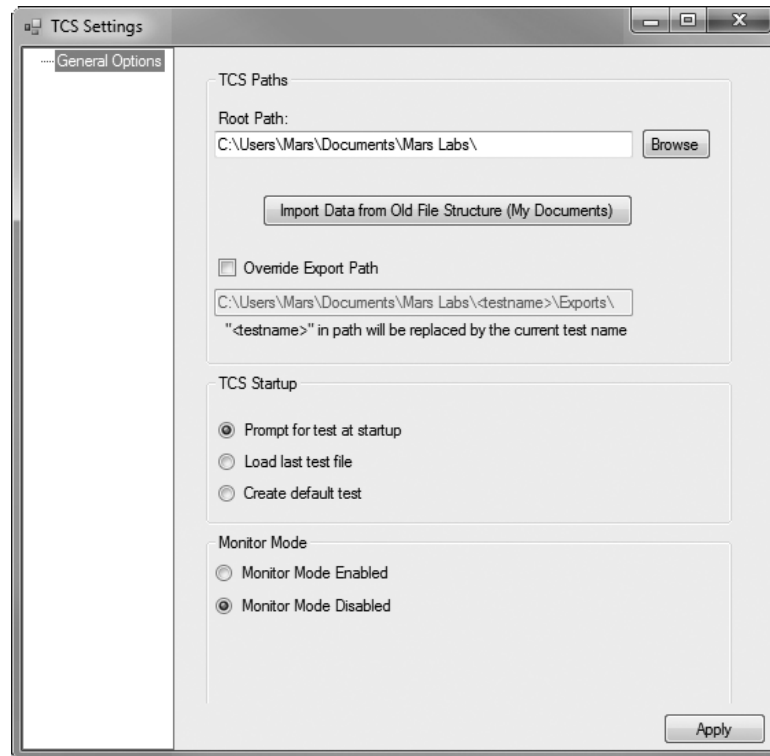 TCS Settings
General Options
TCS Paths
Root Path:
C:\Users\Mars\Documents\Mars Labs\
Browse
Import Data from Old File Structure (My Documents)
Override Export Path
C:\Users\Mars\Documents\Mars Labs\<testname>\Exports\
"<testname>" in path will be replaced by the current test name
TCS Startup
Prompt for test at startup
Load last test file
Create default test
Monitor Mode
Monitor Mode Enabled
Monitor Mode Disabled
Apply